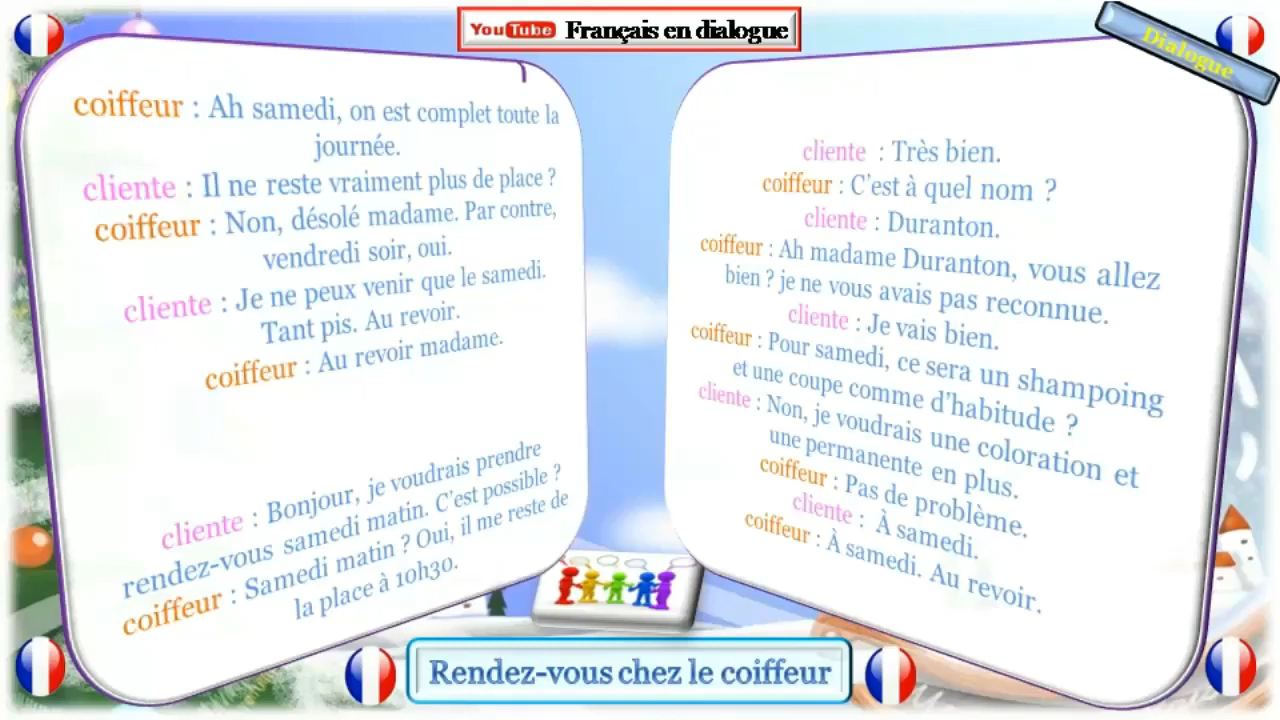 YouTube Français en dialogue
Dialogue
coiffeur : Ah samedi, on est complet toute la
journée.
cliente : Il ne reste vraiment plus de place ?
coiffeur : Non, désolé madame. Par contre,
vendredi soir, oui.
cliente : Je ne peux venir que le samedi.
Tant pis. Au revoir.
coiffeur : Au revoir madame.
cliente : Bonjour, je voudrais prendre
rendez-vous samedi matin. C'est possible ?
coiffeur : Samedi matin ? Oui, il me reste de
la place à 10h30.
cliente : Très bien.
coiffeur : C'est à quel nom ?
cliente : Duranton.
coiffeur : Ah madame Duranton, vous allez
bien ? je ne vous avais pas reconnue.
cliente : Je vais bien.
coiffeur : Pour samedi, ce sera un shampoing
et une coupe comme d'habitude ?
cliente : Non, je voudrais une coloration et
une permanente en plus.
coiffeur : Pas de problème.
cliente : À samedi.
coiffeur : À samedi. Au revoir.
Rendez-vous chez le coiffeur